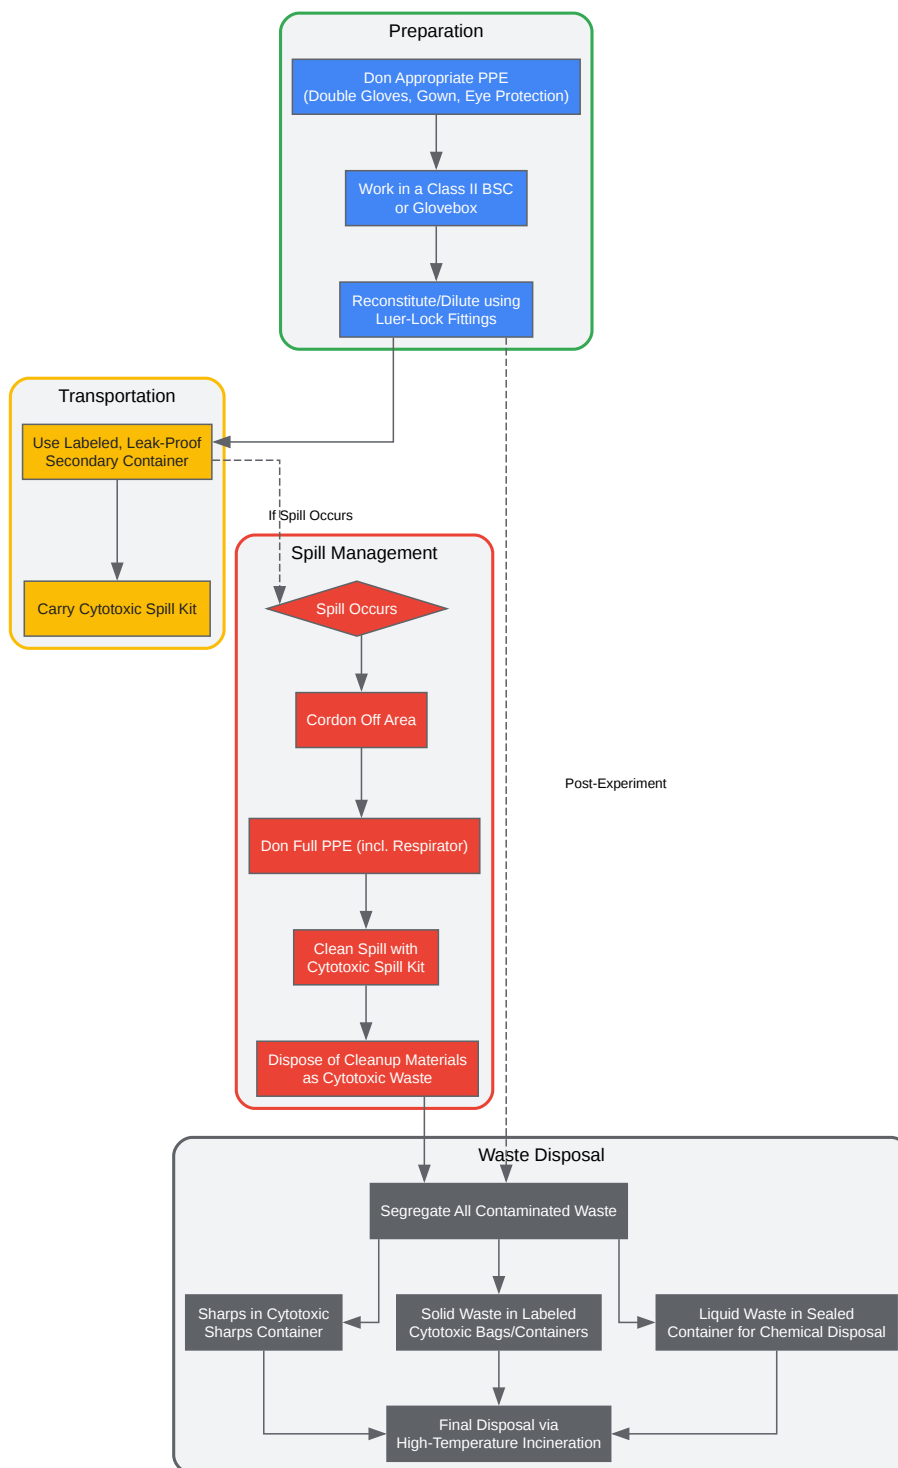 Preparation
Don Appropriate PPE
(Double Gloves, Gown, Eye Protection)
Work in a Class II BSC
or Glovebox
Reconstitute/Dilute using
Luer-Lock Fittings
Transportation
Use Labeled, Leak-Proof
Secondary Container
Carry Cytotoxic Spill Kit
If Spill Occurs
Spill Management
Spill Occurs
Cordon Off Area
Don Full PPE (incl. Respirator)
Clean Spill with
Cytotoxic Spill Kit
Dispose of Cleanup Materials
as Cytotoxic Waste
Post-Experiment
Waste Disposal
Segregate All Contaminated Waste
Sharps in Cytotoxic
Sharps Container
Solid Waste in Labeled
Cytotoxic Bags/Containers
Liquid Waste in Sealed
Container for Chemical Disposal
Final Disposal via
High-Temperature Incineration